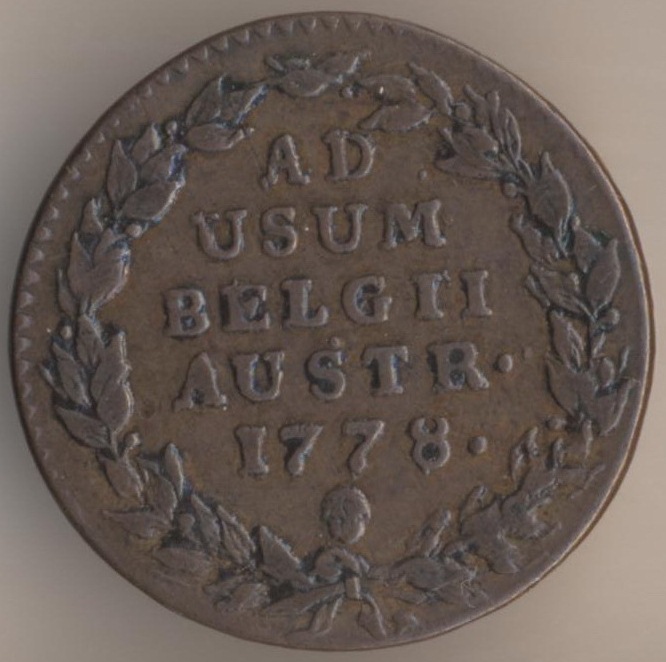 AD
USUM
BELGII
AUSTR·
1778·